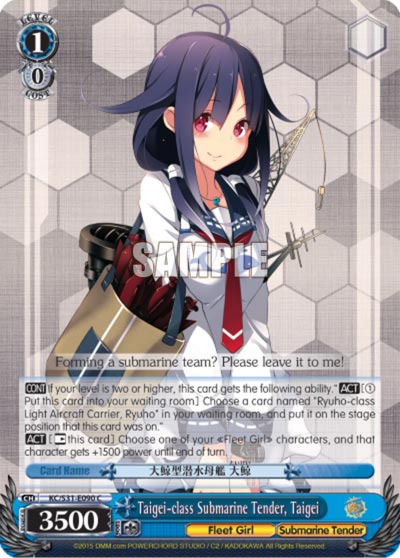 LEVEL
1
0
COST
SAMPLE
Forming a submarine team? Please leave it to me!
CONT If your level is two or higher, this card gets the following ability." ACT [①
Put this card into your waiting room] Choose a card named "Ryuho-class
Light Aircraft Carrier, Ryuho" in your waiting room, and put it on the stage
position that this card was on."
ACT [this card] Choose one of your <Fleet Girl> characters, and that
character gets +1500 power until end of turn.
Card Name 大鯨型潜水母艦 大鯨
CH KC/S31-E090 C
Taigei-class Submarine Tender, Taigei
3500
Fleet Girl Submarine Tender
©2015 DMM.com POWERCHORD STUDIO / C2 / KADOKAWA All Rights Reserved.